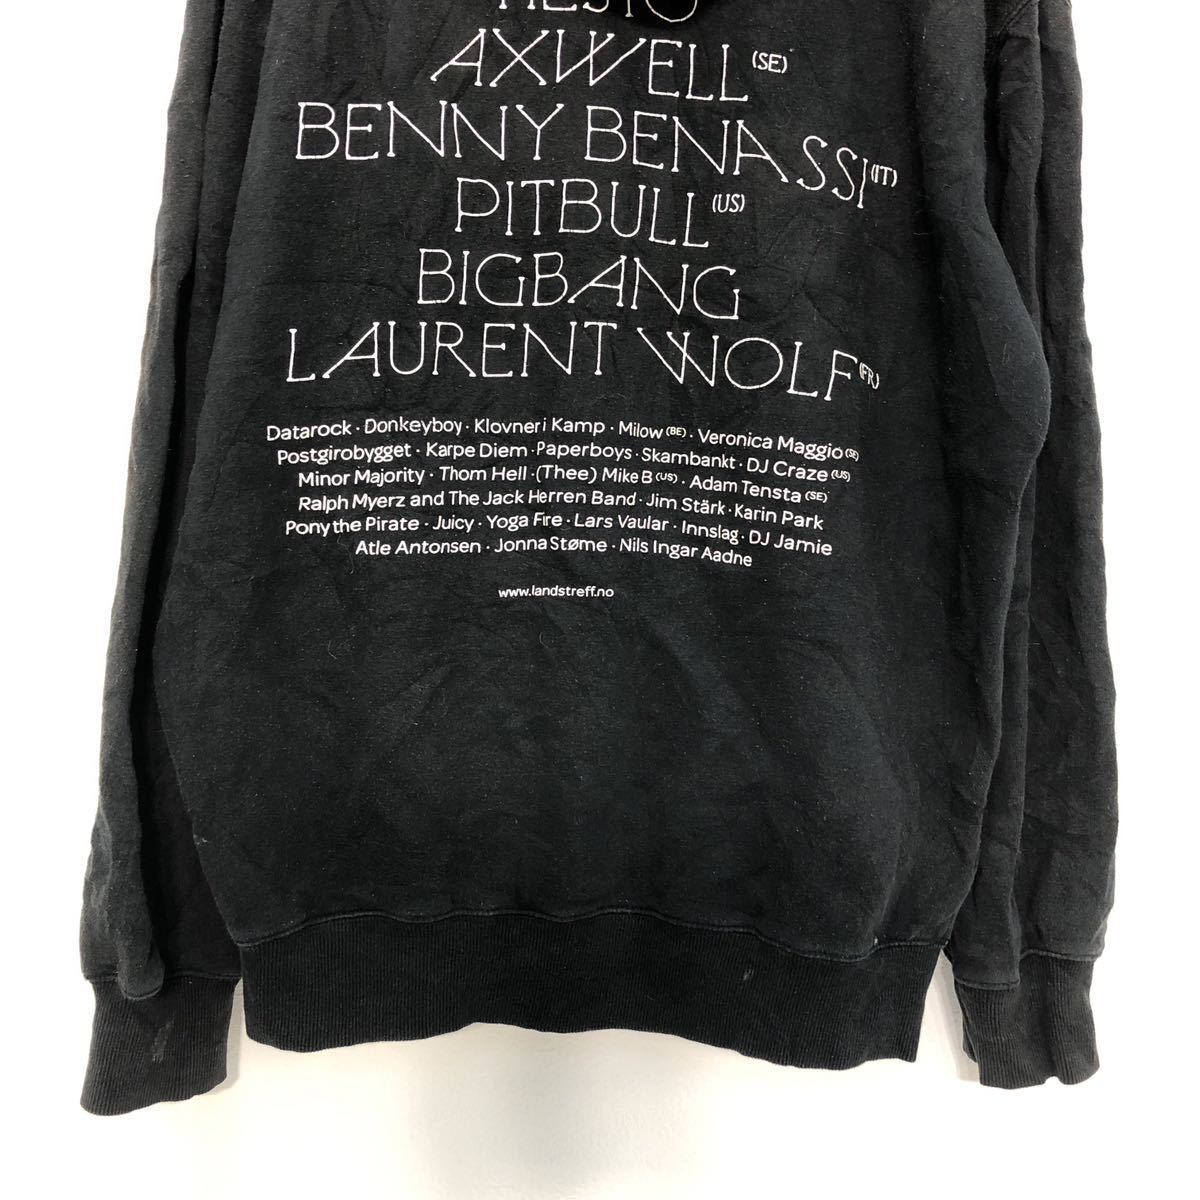 TIËSTO
AXWELL (SE)
BENNY BENASSI (IT)
PITBULL (US)
BIGBANG
LAURENT WOLF (FR)
Datarock · Donkeyboy · Klovner i Kamp · Milow (BE) · Veronica Maggio (SE)
Postgirobygget · Karpe Diem · Paperboys · Skambankt · DJ Craze (US)
Minor Majority · Thom Hell · (Thee) Mike B (US) · Adam Tensta (SE)
Ralph Myerz and The Jack Herren Band · Jim Stärk · Karin Park
Pony the Pirate · Juicy · Yoga Fire · Lars Vaular · Innslag · DJ Jamie
Atle Antonsen · Jonna Støme · Nils Ingar Aadne
www.landstreff.no